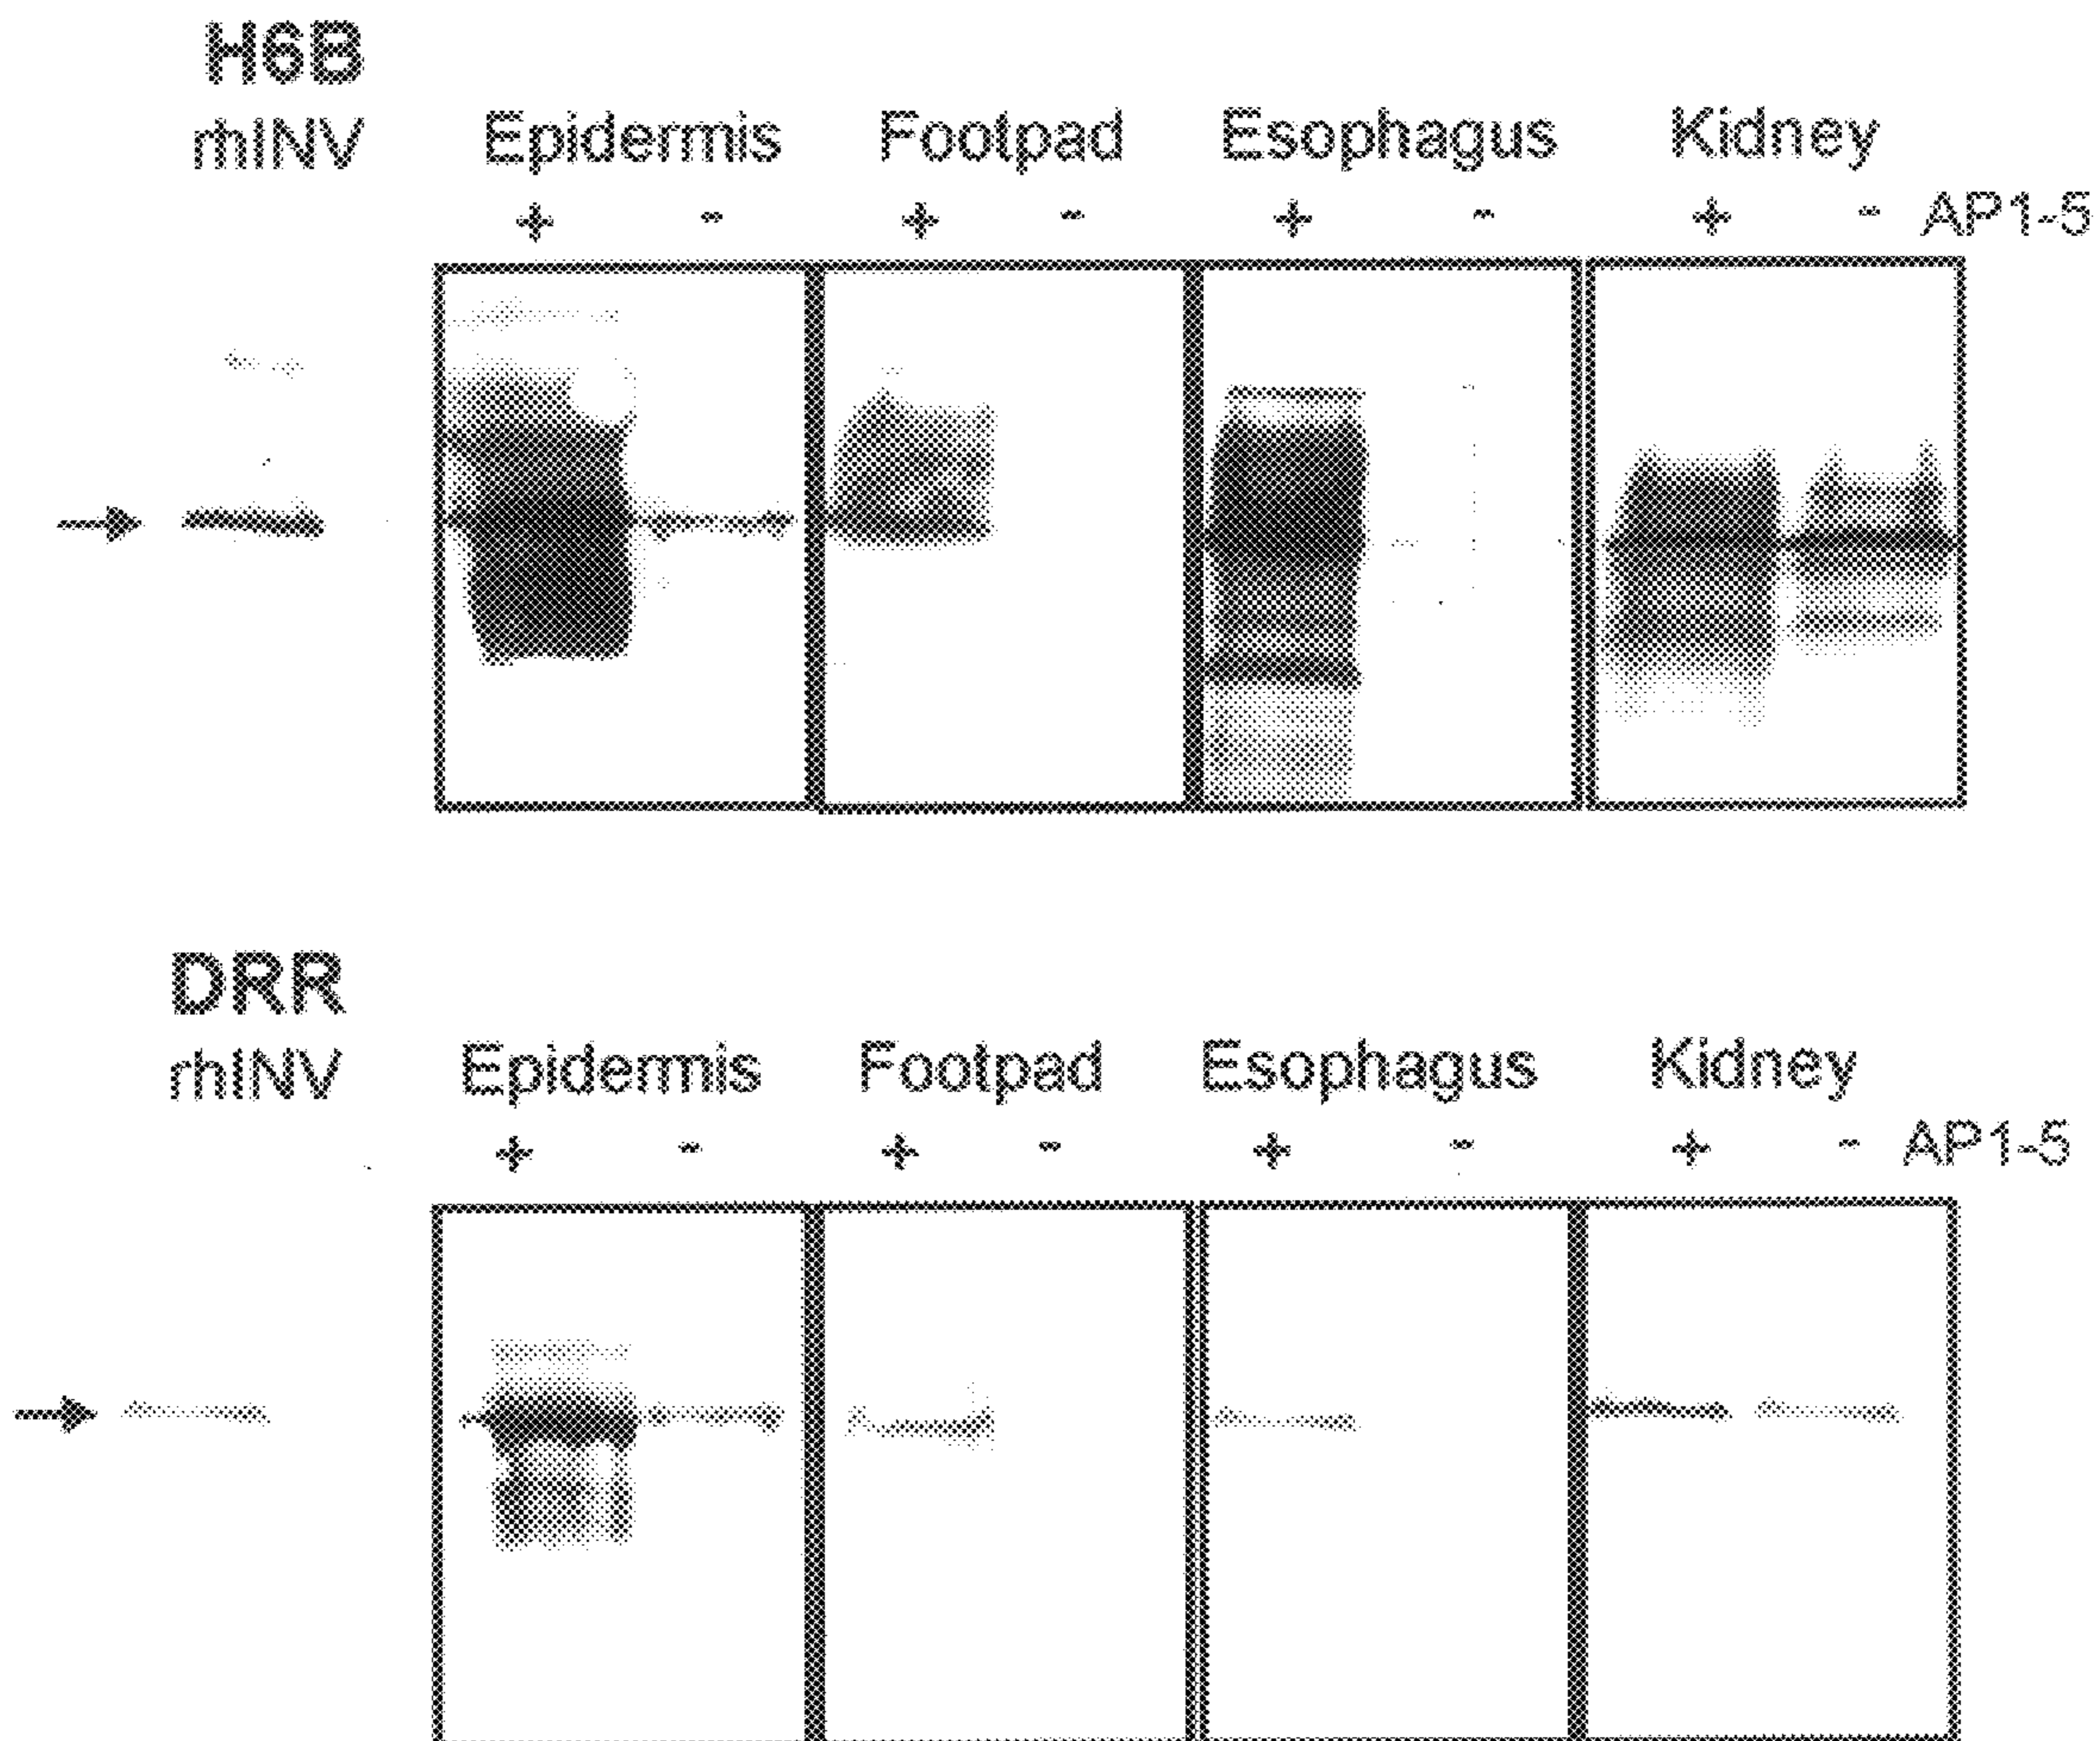 H6B
rhINV Epidermis Footpad Esophagus Kidney
+ - + - + - + - AP1-5
DRR
rhINV Epidermis Footpad Esophagus Kidney
+ - + - + - + - AP1-5